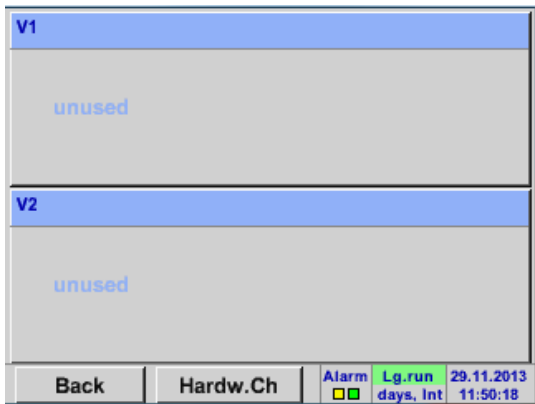 V1
unused
V2
unused
Back Hardw.Ch Alarm Lg.run 29.11.2013
days, Int 11:50:18